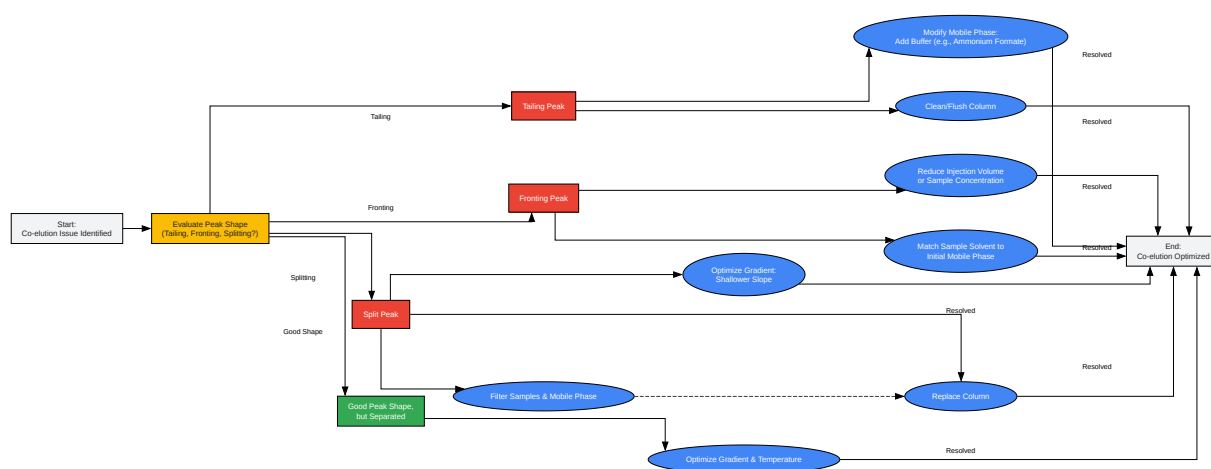 Modify Mobile Phase:
Add Buffer (e.g., Ammonium Formate)
Resolved
Tailing Peak
Clean/Flush Column
Tailing
Resolved
Reduce Injection Volume
or Sample Concentration
Resolved
Fronting Peak
Fronting
Start:
Co-elution Issue Identified
Evaluate Peak Shape
(Tailing, Fronting, Splitting?)
Match Sample Solvent to
Initial Mobile Phase
Resolved
End:
Co-elution Optimized
Optimize Gradient:
Shallower Slope
Splitting
Resolved
Split Peak
Good Shape
Resolved
Good Peak Shape,
but Separated
Filter Samples & Mobile Phase
Replace Column
Resolved
Optimize Gradient & Temperature